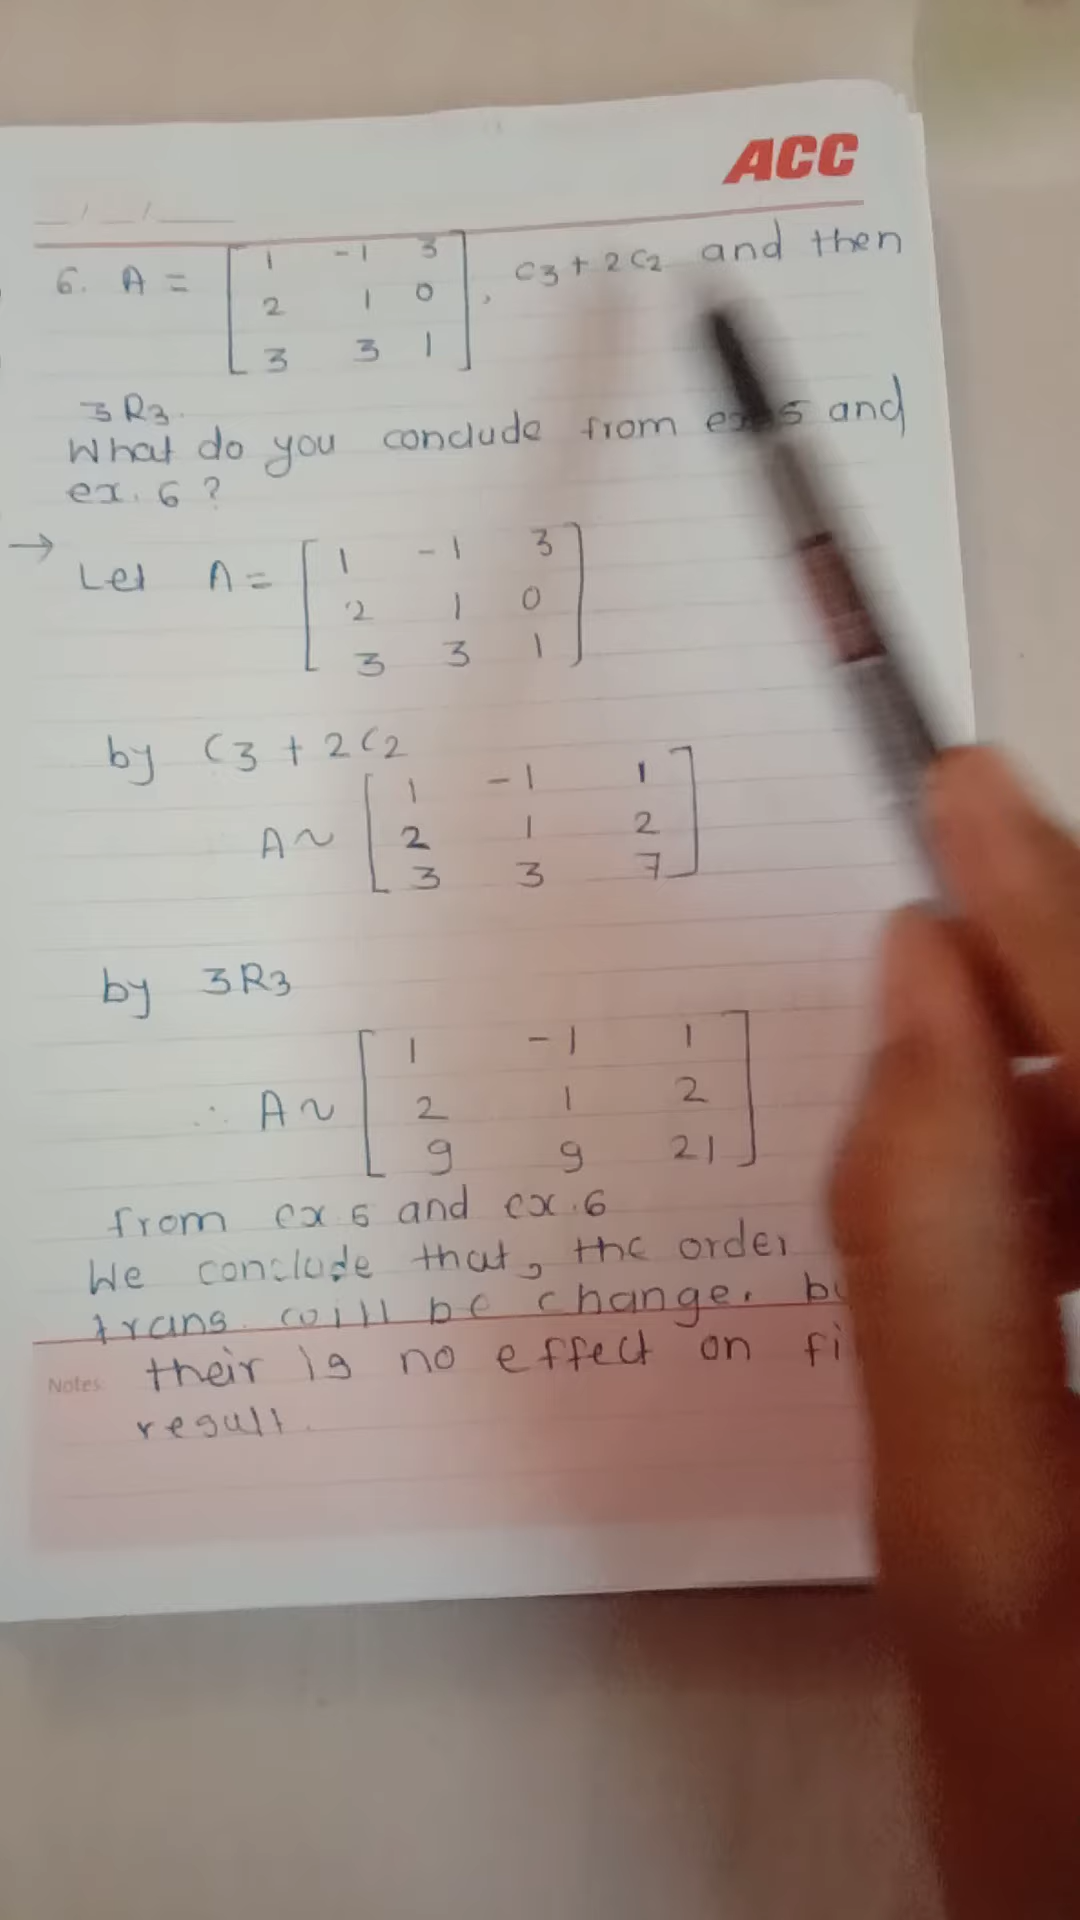 ACC
6. A = [ 1 -1 3 ] , C3 + 2C2 and then
2 1 0
3 3 1
3R3.
What do you conclude from 5 and
ex. 6 ?
→ Let A = [ 1 -1 3 ]
2 1 0
3 3 1
by C3 + 2C2
A ~ [ 1 -1 1 ]
2 1 2
3 3 7
by 3R3
∴ A ~ [ 1 -1 1 ]
2 1 2
9 9 21
from ex 5 and ex.6
We conclude that, the order
trans. will be change.
Notes: their is no effect on
result.